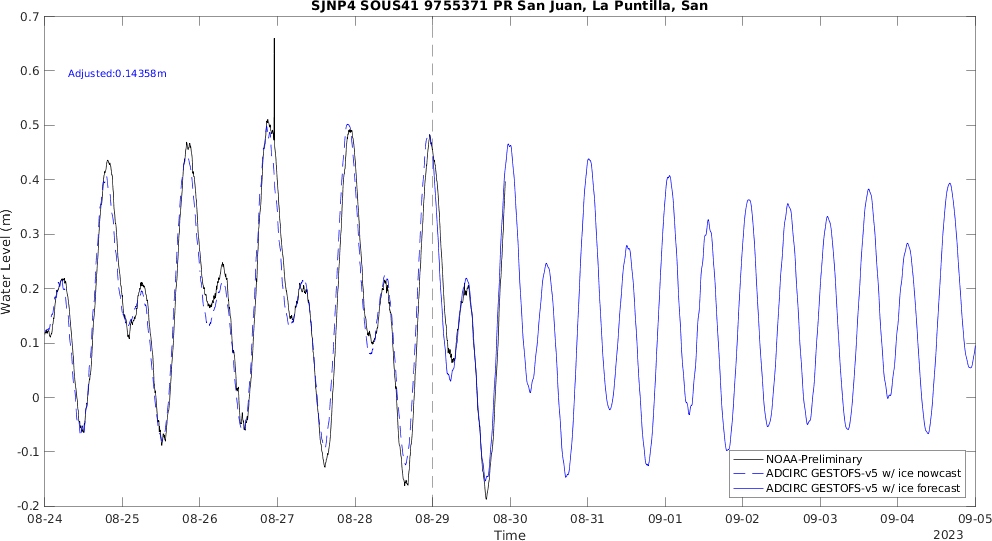 SJNP4 SOUS41 9755371 PR San Juan, La Puntilla, San
Adjusted:0.14358m
Water Level (m)
0.7
0.6
0.5
0.4
0.3
0.2
0.1
0
-0.1
-0.2
NOAA-Preliminary
ADCIRC GESTOFS-v5 w/ ice nowcast
ADCIRC GESTOFS-v5 w/ ice forecast
08-24 08-25 08-26 08-27 08-28 08-29 08-30 08-31 09-01 09-02 09-03 09-04 09-05
Time
2023